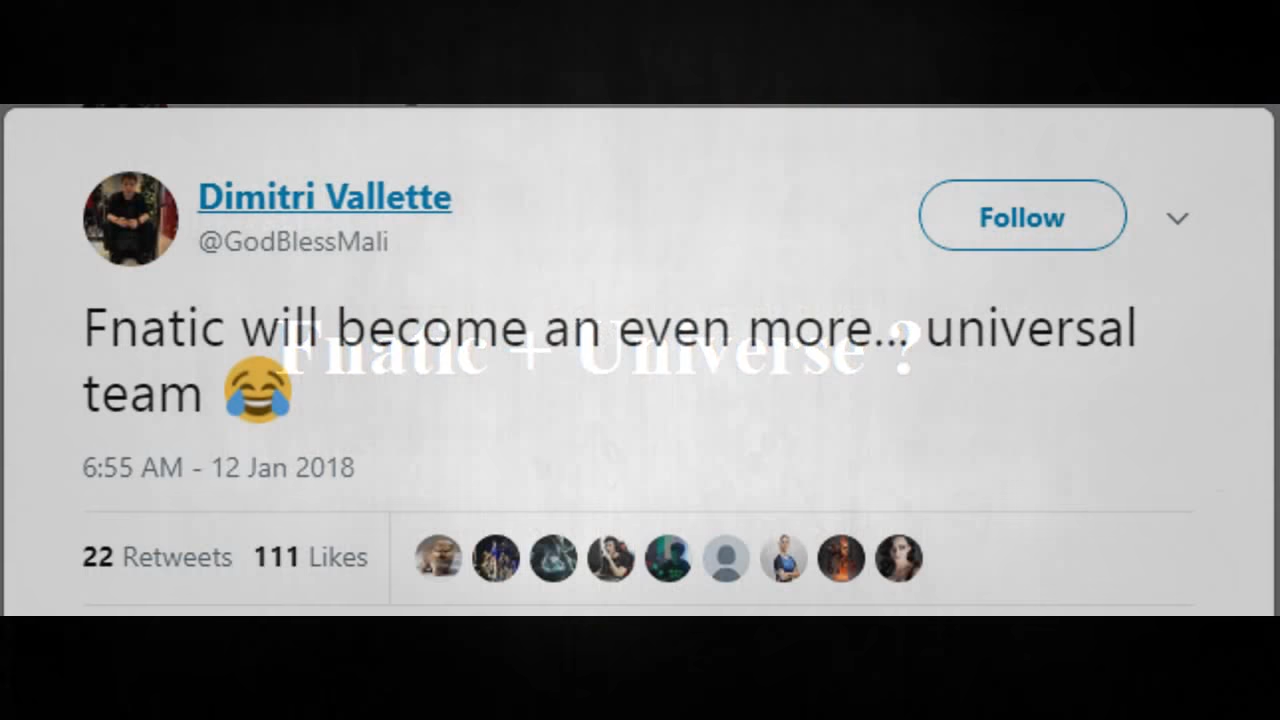 Dimitri Vallette
@GodBlessMali
Follow
Fnatic will become an even more... universal
team 😂
Fnatic + Universe ?
6:55 AM - 12 Jan 2018
22 Retweets 111 Likes